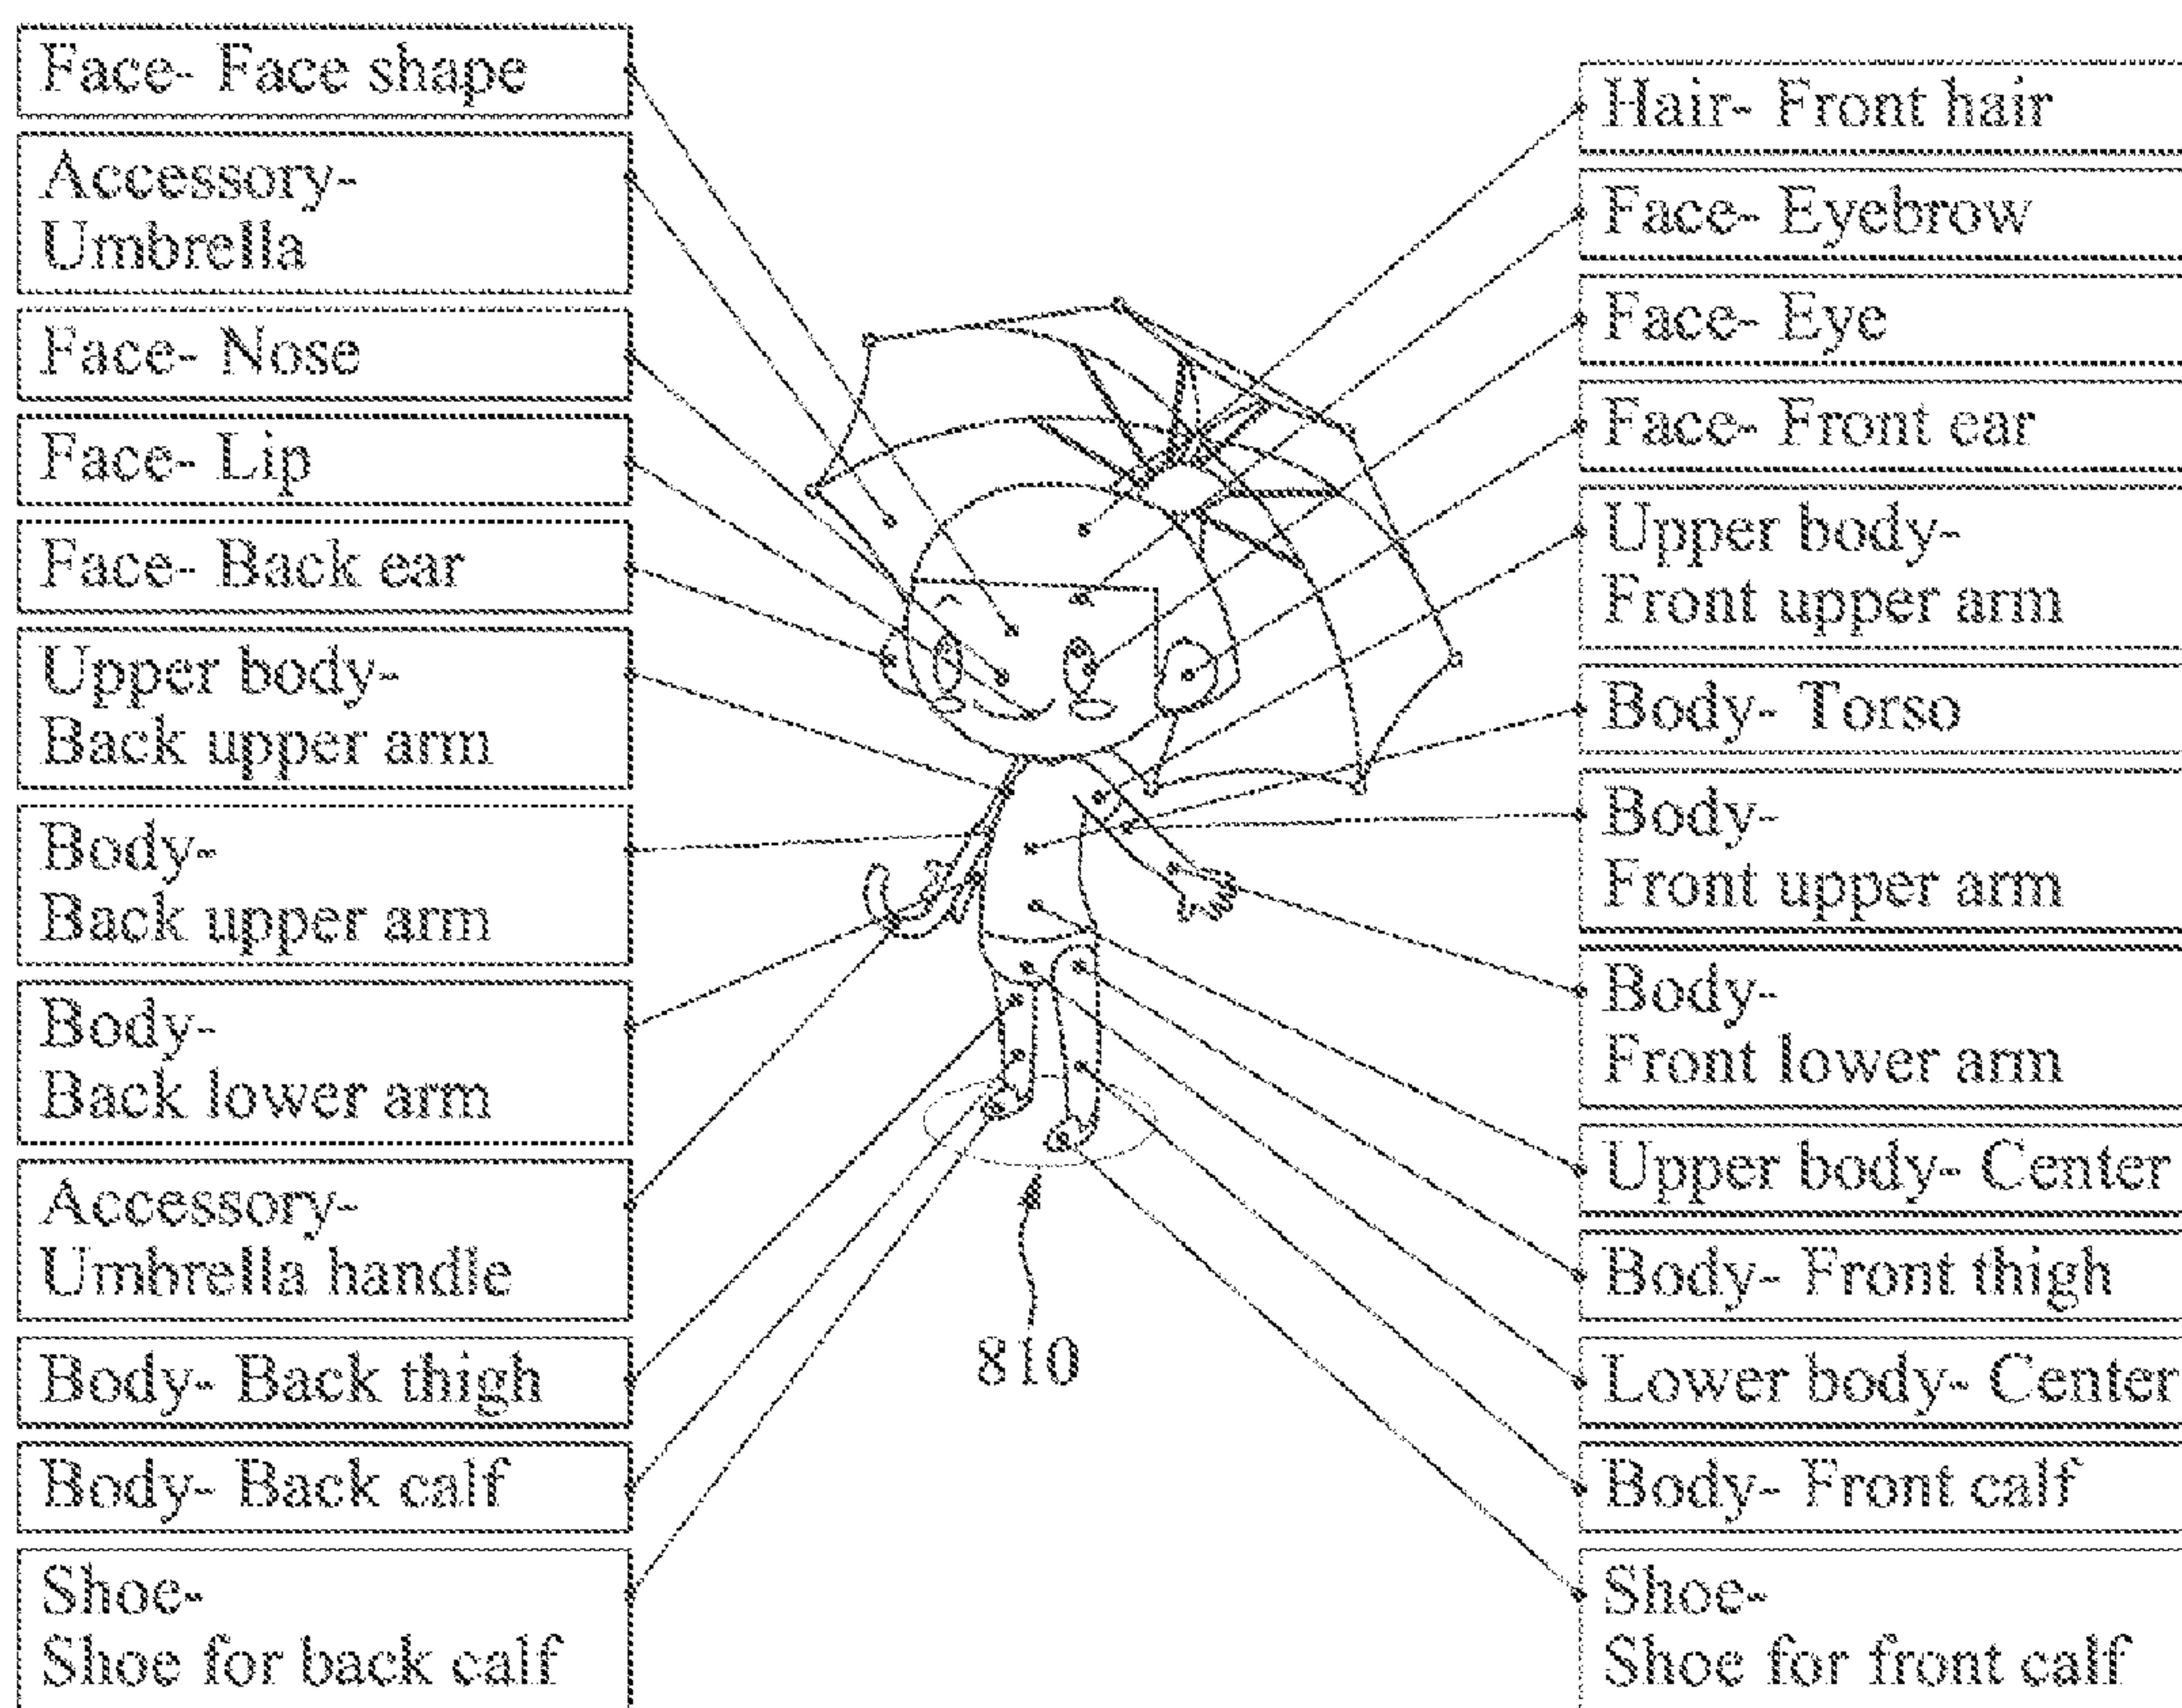 Face- Face shape
Accessory-
Umbrella
Face- Nose
Face- Lip
Face- Back ear
Upper body-
Back upper arm
Body-
Back upper arm
Body-
Back lower arm
Accessory-
Umbrella handle
Body- Back thigh
Body- Back calf
Shoe-
Shoe for back calf
810
Hair- Front hair
Face- Eyebrow
Face- Eye
Face- Front ear
Upper body-
Front upper arm
Body- Torso
Body-
Front upper arm
Body-
Front lower arm
Upper body- Center
Body- Front thigh
Lower body- Center
Body- Front calf
Shoe-
Shoe for front calf